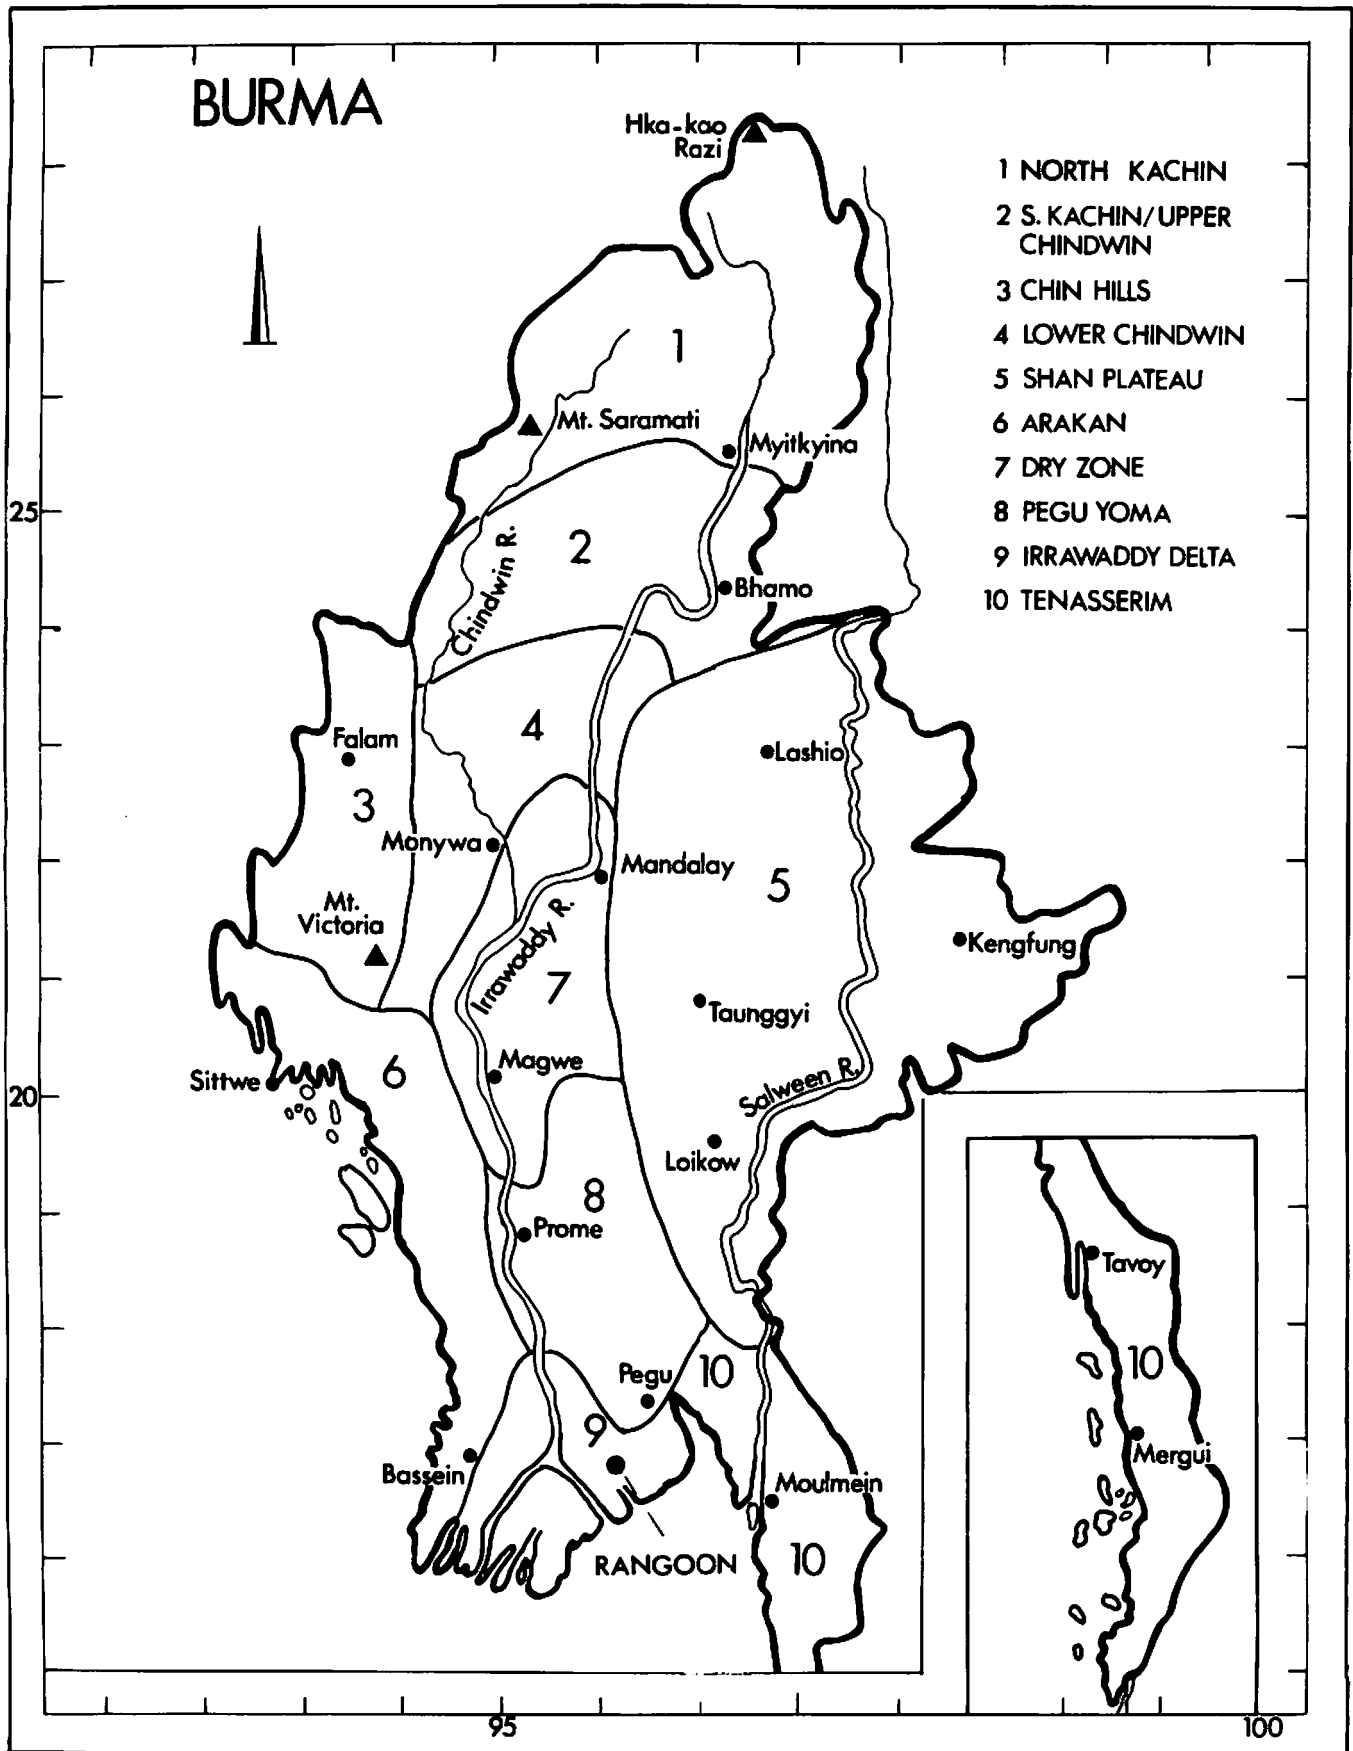 BURMA
Hka-kao
Razi
1 NORTH KACHIN
2 S. KACHIN/UPPER
CHINDWIN
3 CHIN HILLS
4 LOWER CHINDWIN
5 SHAN PLATEAU
6 ARAKAN
7 DRY ZONE
8 PEGU YOMA
9 IRRAWADDY DELTA
10 TENASSERIM
1
Mt. Saramati
Myitkyina
25
2
Chindwin R.
Bhamo
4
Falam
Lashio
3
Monywa
Mandalay
5
Mt.
Victoria
Irrawaddy R.
Kengfung
7
Taunggyi
6
Magwe
Sittwe
Salween R.
20
Loikow
8
Prome
Tavoy
Pegu
10
10
9
Mergui
Bassein
Moulmein
RANGOON
10
95
100